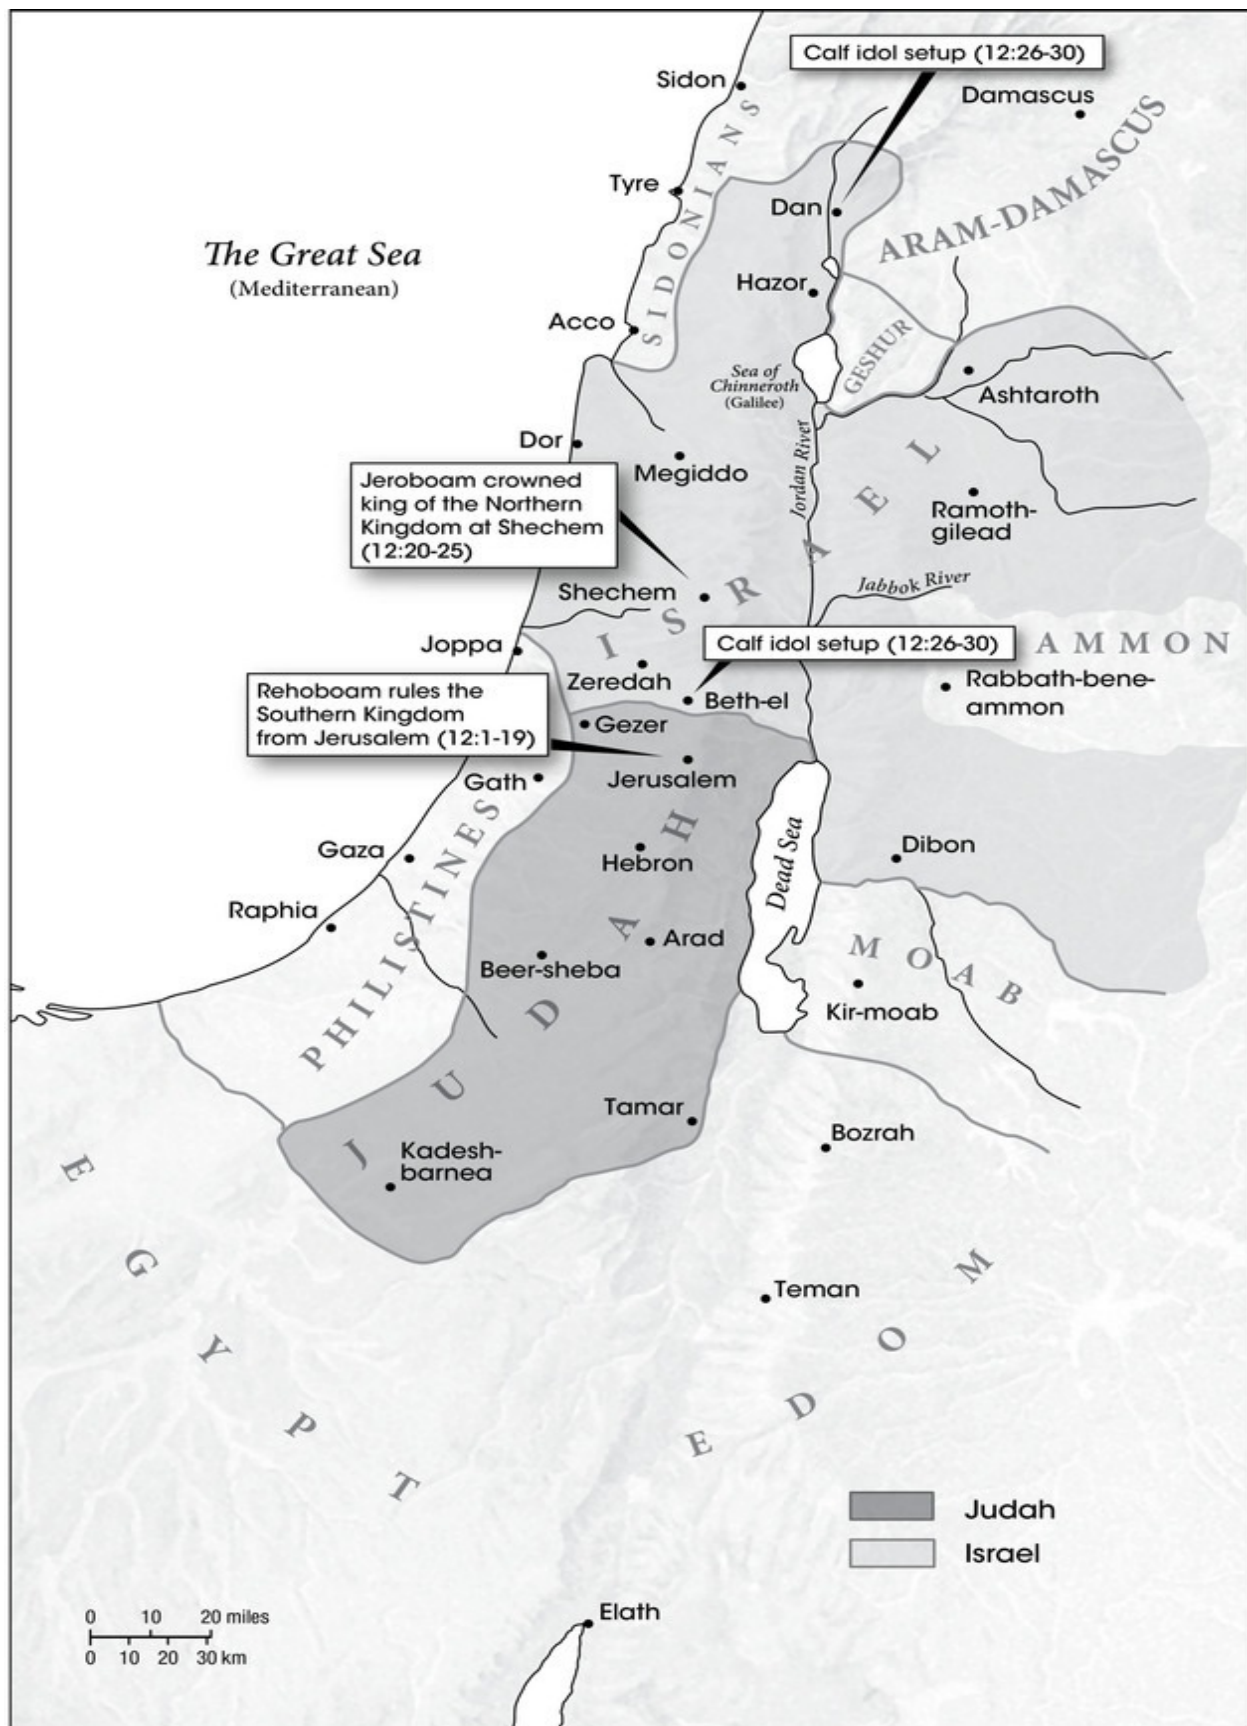 Calf idol setup (12:26-30)
Sidon
Damascus
SIDONIANS
Tyre
Dan
ARAM-DAMASCUS
The Great Sea
(Mediterranean)
Hazor
Acco
GESHUR
Sea of
Chinneroth
(Galilee)
Ashtaroth
Dor
Jordan River
Megiddo
Jeroboam crowned
king of the Northern
Kingdom at Shechem
(12:20-25)
ISRAEL
Ramoth-
gilead
Shechem
Jabbok River
Joppa
Calf idol setup (12:26-30)
AMMON
Zeredah
Rabbath-bene-
ammon
Rehoboam rules the
Southern Kingdom
from Jerusalem (12:1-19)
Beth-el
Gezer
Jerusalem
Gath
PHILISTINES
Gaza
Hebron
Dead Sea
Dibon
Raphia
JUDAH
Arad
MOAB
Beer-sheba
Kir-moab
Tamar
Bozrah
Kadesh-
barnea
EGYPT
Teman
EDOM
Judah
Israel
0 10 20 miles
0 10 20 30 km
Elath